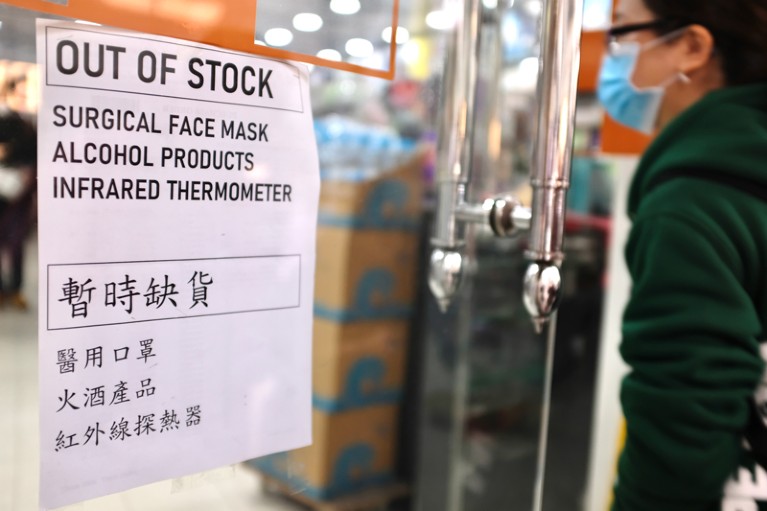 OUT OF STOCK
SURGICAL FACE MASK
ALCOHOL PRODUCTS
INFRARED THERMOMETER
暫時缺貨
醫用口罩
火酒產品
紅外線探熱器